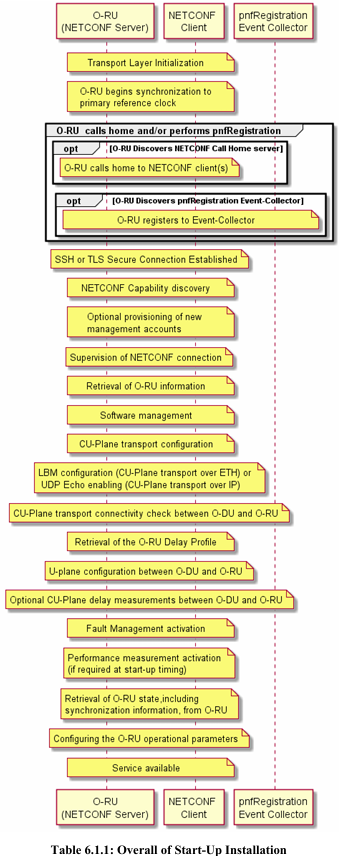 O-RU
(NETCONF Server)
NETCONF
Client
pnfRegistration
Event Collector
Transport Layer Initialization
O-RU begins synchronization to
primary reference clock
O-RU calls home and/or performs pnfRegistration
opt
[O-RU Discovers NETCONF Call Home server]
O-RU calls home to NETCONF client(s)
opt
[O-RU Discovers pnfRegistration Event-Collector]
O-RU registers to Event-Collector
SSH or TLS Secure Connection Established
NETCONF Capability discovery
Optional provisioning of new
management accounts
Supervision of NETCONF connection
Retrieval of O-RU information
Software management
CU-Plane transport configuration
LBM configuration (CU-Plane transport over ETH) or
UDP Echo enabling (CU-Plane transport over IP)
CU-Plane transport connectivity check between O-DU and O-RU
Retrieval of the O-RU Delay Profile
U-plane configuration between O-DU and O-RU
Optional CU-Plane delay measurements between O-DU and O-RU
Fault Management activation
Performance measurement activation
(if required at start-up timing)
Retrieval of O-RU state,including
synchronization information, from O-RU
Configuring the O-RU operational parameters
Service available
O-RU
(NETCONF Server)
NETCONF
Client
pnfRegistration
Event Collector
Table 6.1.1: Overall of Start-Up Installation